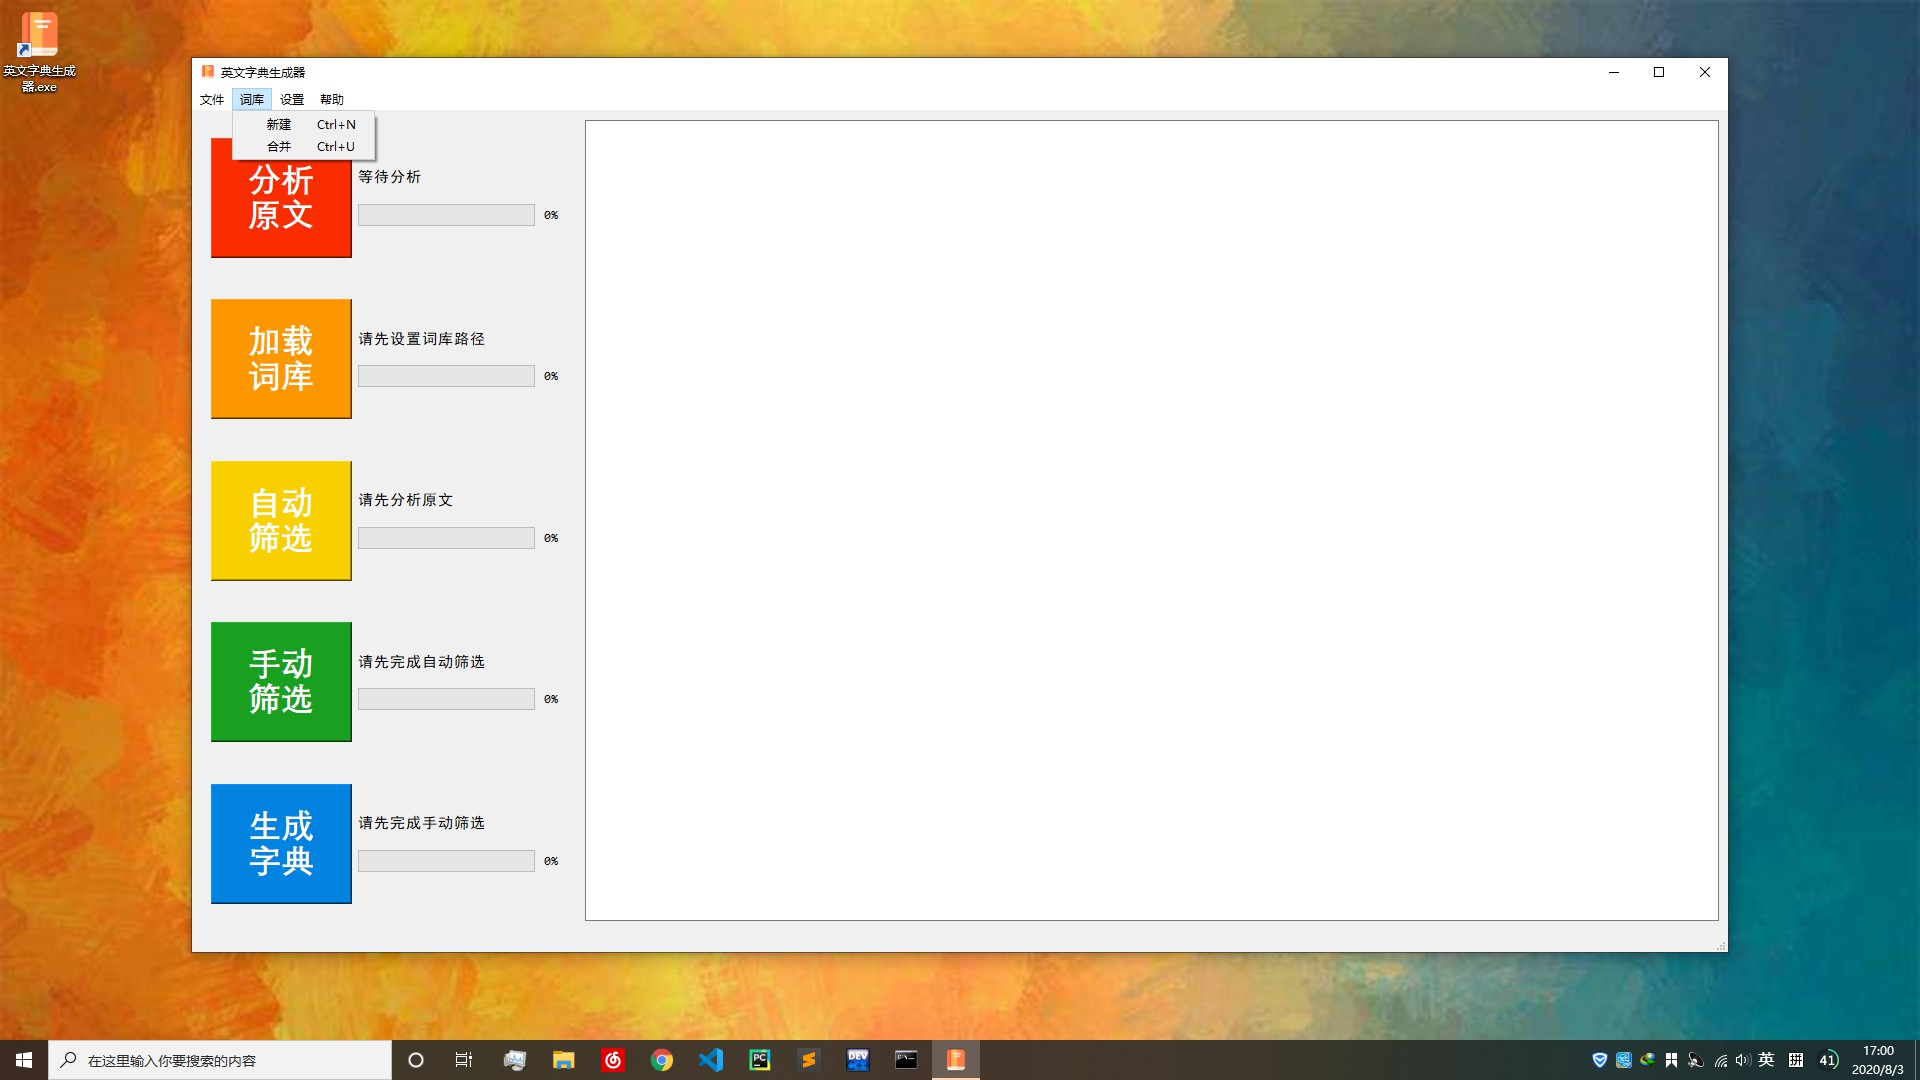 英文字典生成
器.exe
英文字典生成器
文件 词库 设置 帮助
新建 Ctrl+N
合并 Ctrl+U
分析
原文
等待分析
0%
加载
词库
请先设置词库路径
0%
自动
筛选
请先分析原文
0%
手动
筛选
请先完成自动筛选
0%
生成
字典
请先完成手动筛选
0%
在这里输入你要搜索的内容
PC
DEV
C:\_
英
拼
41
17:00
2020/8/3